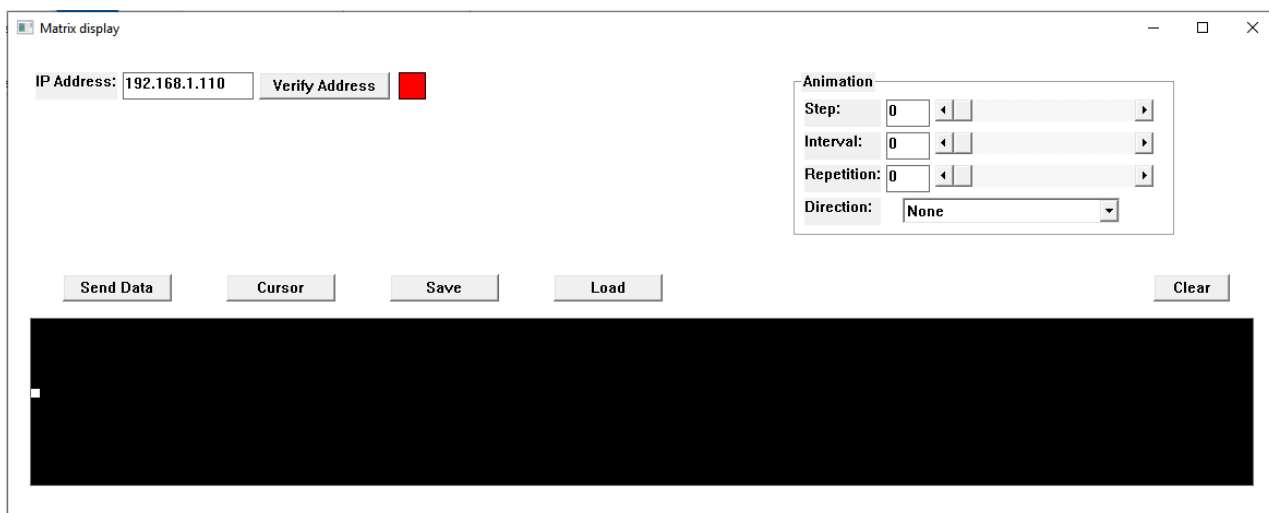 Matrix display
IP Address: 192.168.1.110 Verify Address
Animation
Step: 0
Interval: 0
Repetition: 0
Direction: None
Send Data Cursor Save Load Clear